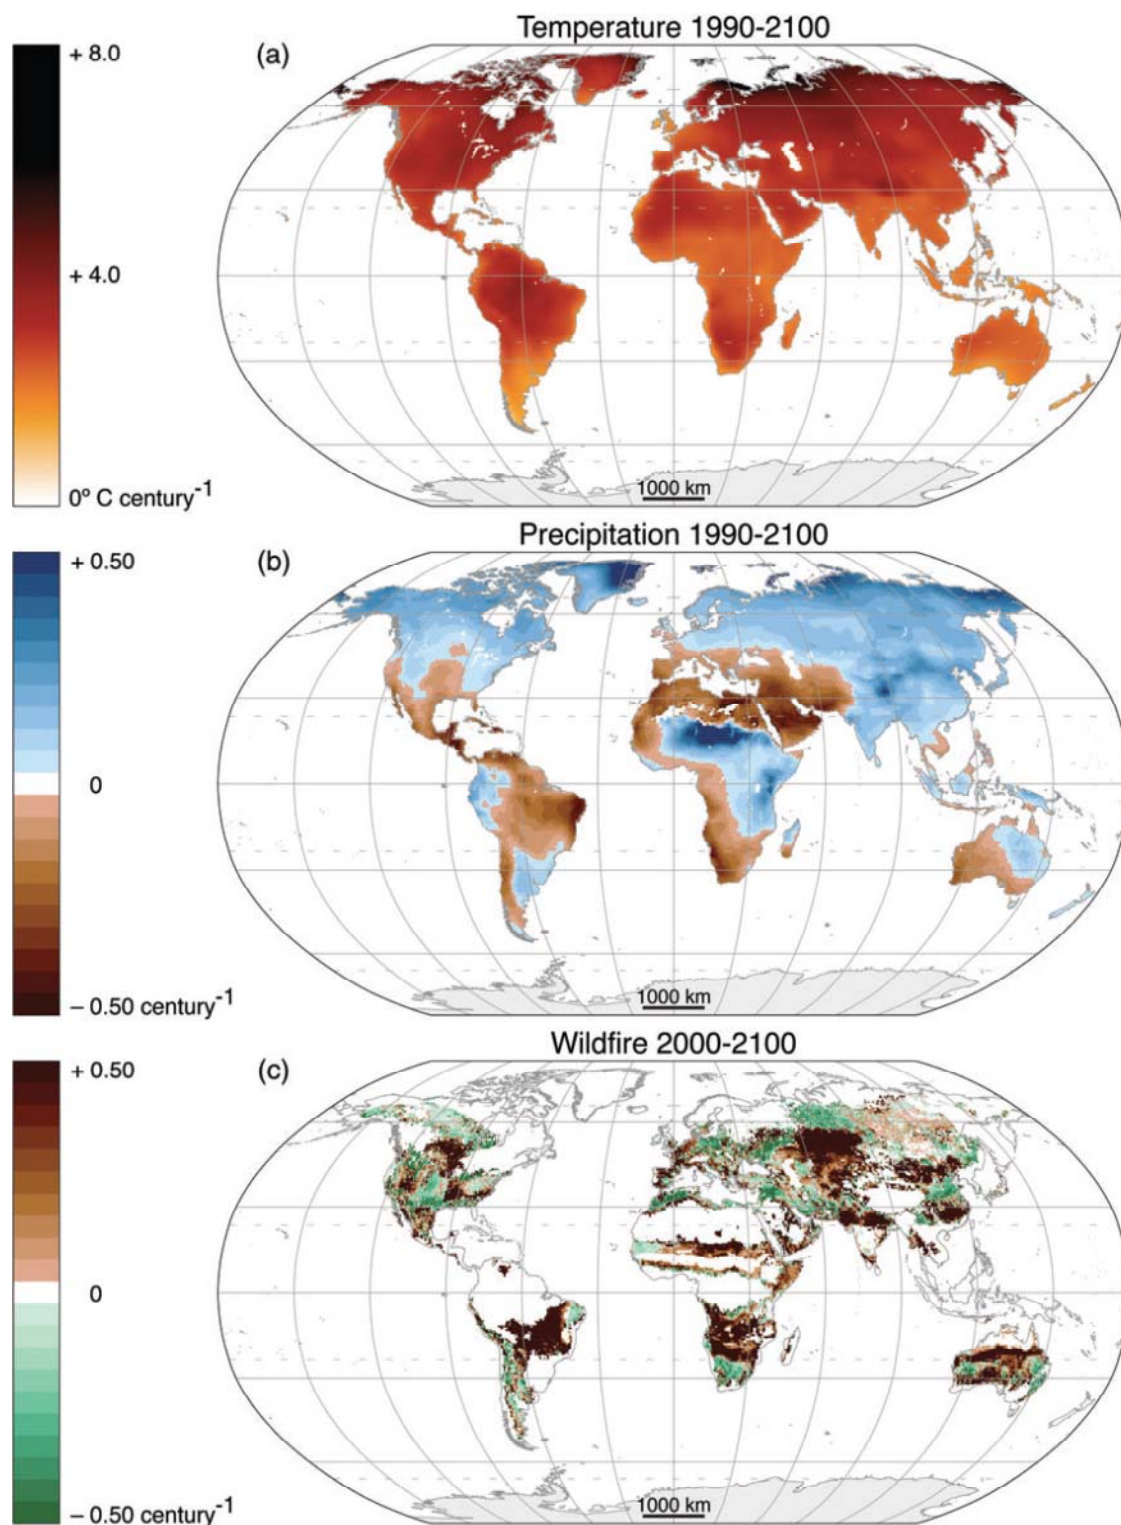 Temperature 1990-2100
(a)
+ 8.0
+ 4.0
0º C century⁻¹
1000 km
Precipitation 1990-2100
(b)
+ 0.50
0
– 0.50 century⁻¹
1000 km
Wildfire 2000-2100
(c)
+ 0.50
0
– 0.50 century⁻¹
1000 km